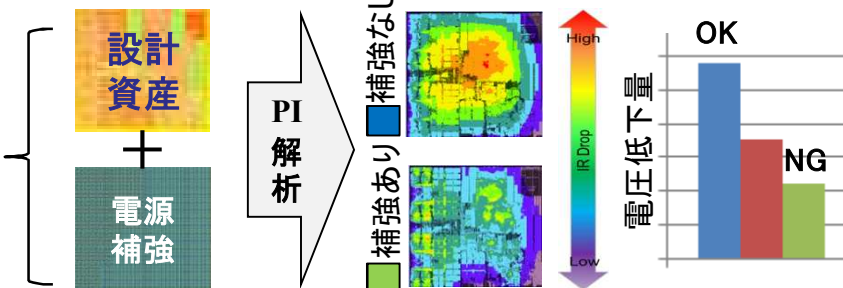 設計
資産
+
電源
補強
PI
解
析
補強なし
補強あり
High
IR Drop
Low
電圧低下量
OK
NG